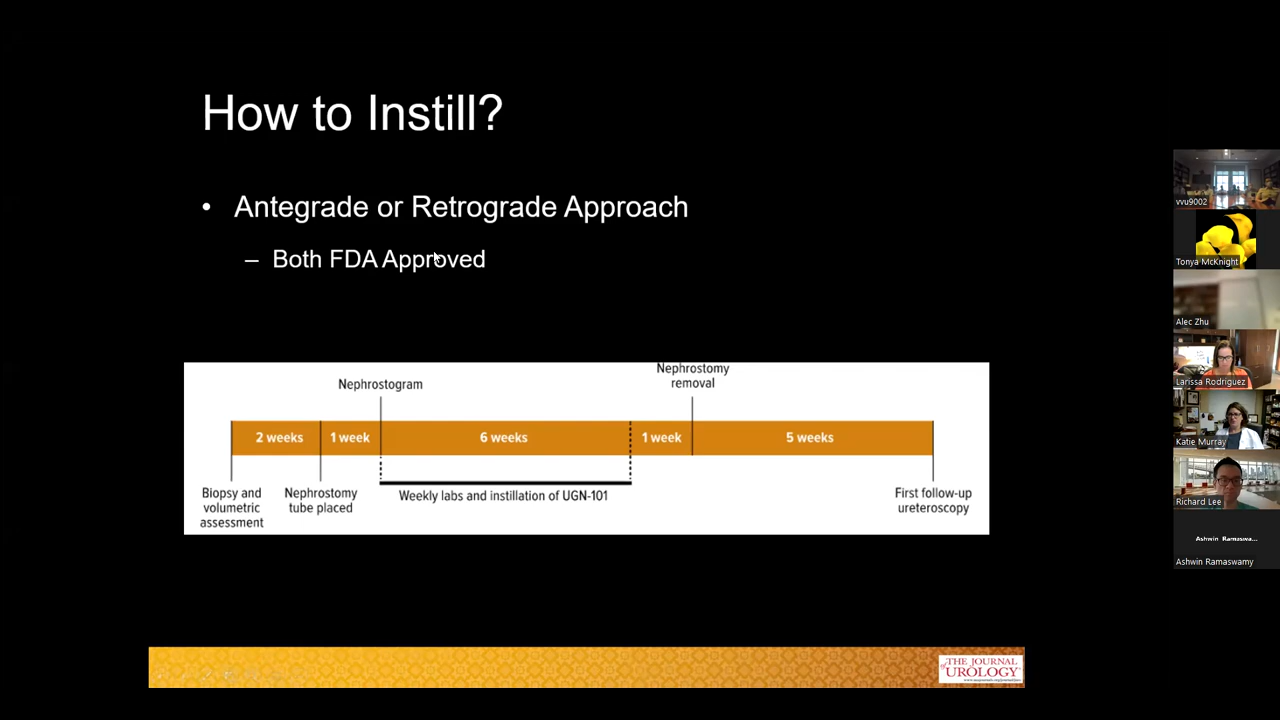 How to Instill?
• Antegrade or Retrograde Approach
– Both FDA Approved
Nephrostogram
Nephrostomy
removal
2 weeks
1 week
6 weeks
1 week
5 weeks
Biopsy and
volumetric
assessment
Nephrostomy
tube placed
Weekly labs and instillation of UGN-101
First follow-up
ureteroscopy
THE JOURNAL
of UROLOGY
vvu9002
Tonya McKnight
Alec Zhu
Larissa Rodriguez
Katie Murray
Richard Lee
Ashwin Ramaswa...
Ashwin Ramaswamy